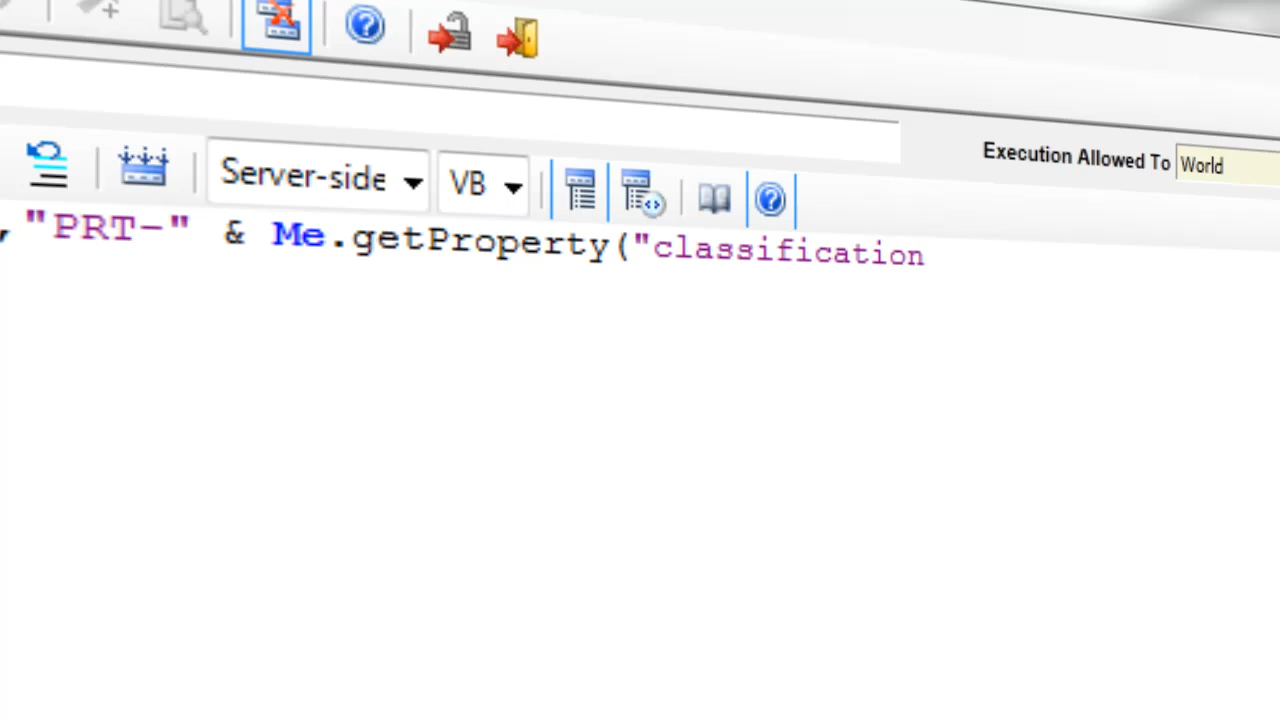 Execution Allowed To World
Server-side VB
, "PRT-" & Me.getProperty("classification